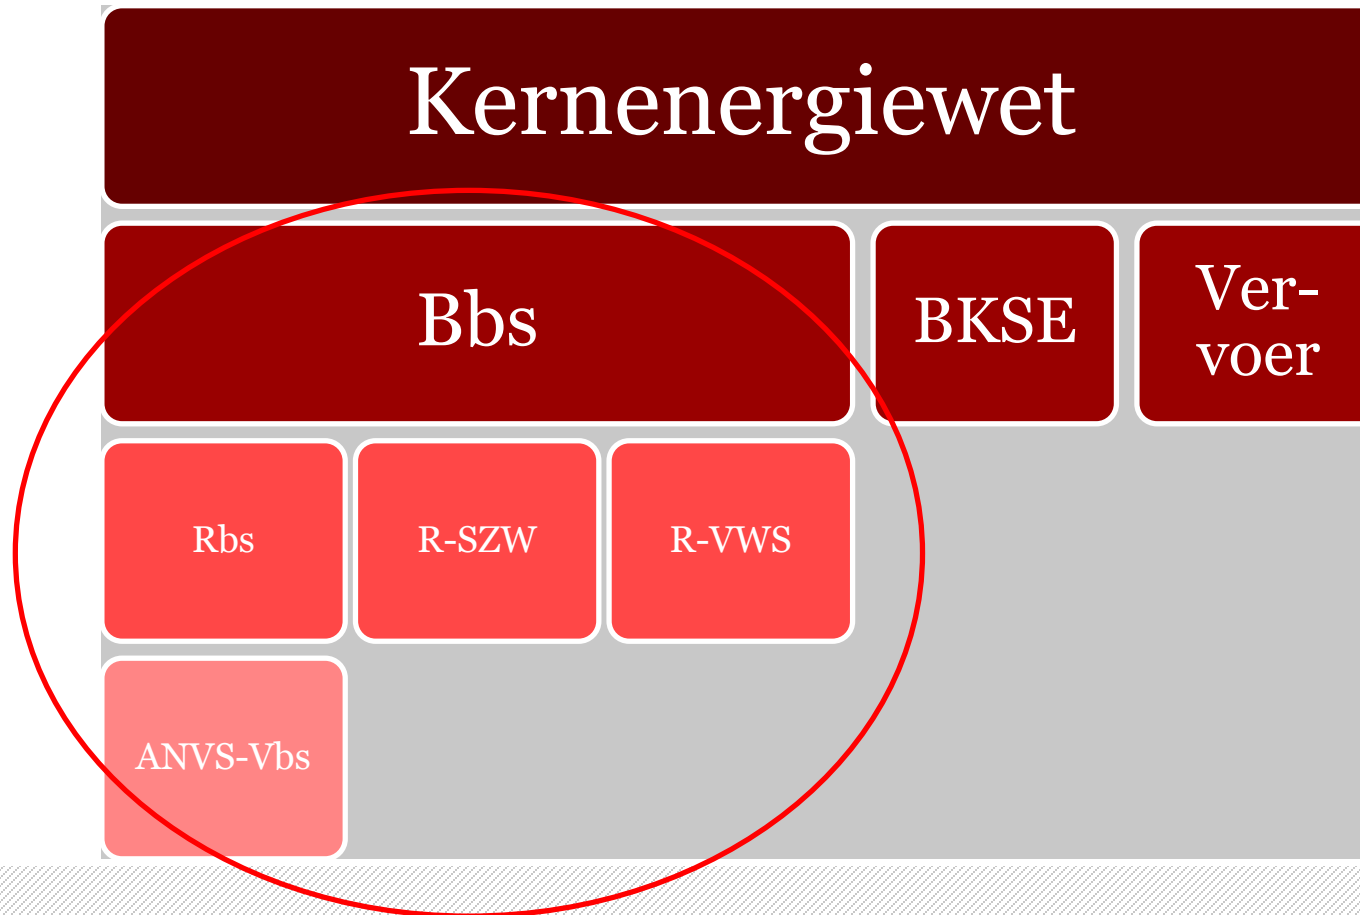 Kernenergiewet
Bbs
BKSE
Ver-
voer
Rbs
R-SZW
R-VWS
ANVS-Vbs